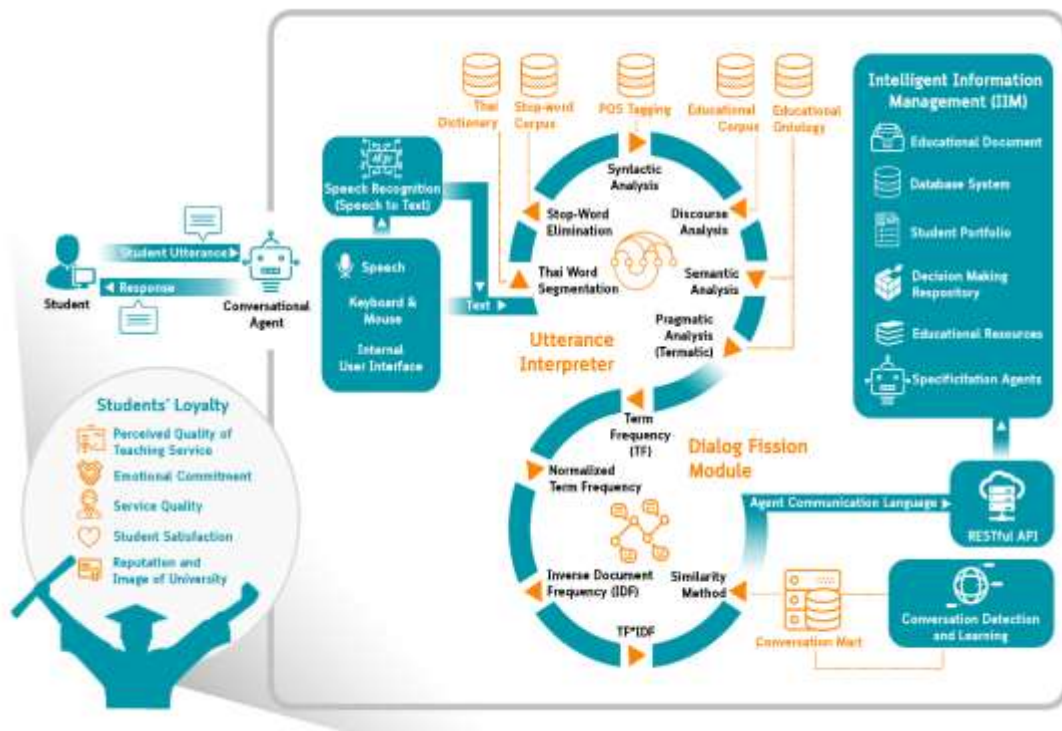 Thai
Dictionary
Stop-word
Corpus
POS Tagging
Educational
Corpus
Educational
Ontology
Intelligent Information
Management (IIM)
Educational Document
Database System
Student Portfolio
Decision Making
Respository
Educational Resources
Specificitation Agents
Speech Recognition
(Speech to Text)
Speech
Keyboard &
Mouse
Internal
User Interface
Student Utterance
Response
Student
Conversational
Agent
Text
Syntactic
Analysis
Stop-Word
Elimination
Discourse
Analysis
Thai Word
Segmentation
Semantic
Analysis
Pragmatic
Analysis
(Termatic)
Utterance
Interpreter
Term
Frequency
(TF)
Dialog Fission
Module
Normalized
Term Frequency
Inverse Document
Frequency (IDF)
TF*IDF
Similarity
Method
Agent Communication Language
RESTful API
Conversation Mart
Conversation Detection
and Learning
Students' Loyalty
Perceived Quality of
Teaching Service
Emotional Commitment
Service Quality
Student Satisfaction
Reputation and
Image of University